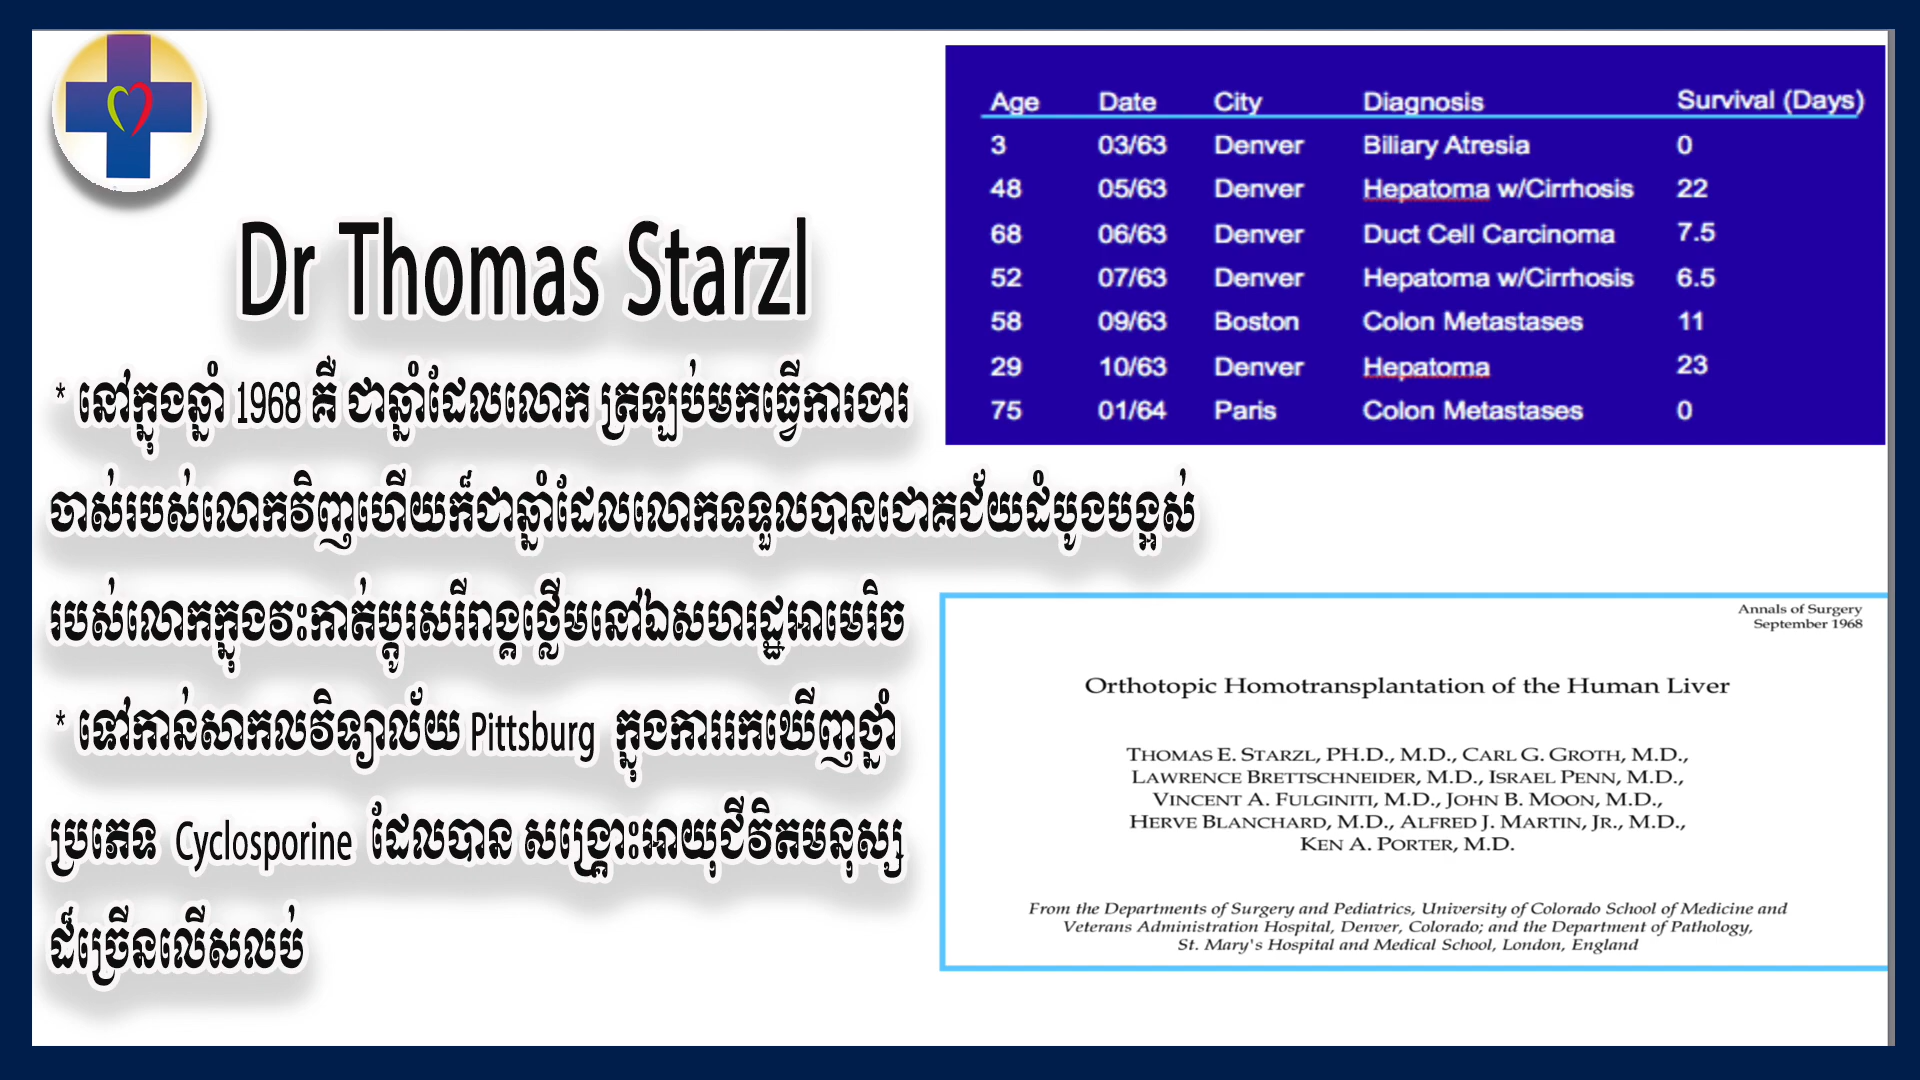 Dr Thomas Starzl
* នៅក្នុងឆ្នាំ 1968 គឺ ជាឆ្នាំដែលលោក ត្រឡប់មកធ្វើការងារ
ចាស់របស់លោកវិញហើយក៏ជាឆ្នាំដែលលោកទទួលបានជោគជ័យដំបូងបង្អស់
របស់លោកក្នុងវះកាត់ប្តូរសរីរាង្គថ្លើមនៅឯសហរដ្ឋអាមេរិច
* ទៅកាន់សាកលវិទ្យាល័យ Pittsburg ក្នុងការរកឃើញថ្នាំ
ប្រភេទ Cyclosporine ដែលបាន សង្គ្រោះអាយុជីវិតមនុស្ស
ដ៏ច្រើនលើសលប់
Age Date City Diagnosis Survival (Days)
3 03/63 Denver Biliary Atresia 0
48 05/63 Denver Hepatoma w/Cirrhosis 22
68 06/63 Denver Duct Cell Carcinoma 7.5
52 07/63 Denver Hepatoma w/Cirrhosis 6.5
58 09/63 Boston Colon Metastases 11
29 10/63 Denver Hepatoma 23
75 01/64 Paris Colon Metastases 0
Annals of Surgery
September 1968
Orthotopic Homotransplantation of the Human Liver
THOMAS E. STARZL, PH.D., M.D., CARL G. GROTH, M.D.,
LAWRENCE BRETTSCHNEIDER, M.D., ISRAEL PENN, M.D.,
VINCENT A. FULGINITI, M.D., JOHN B. MOON, M.D.,
HERVE BLANCHARD, M.D., ALFRED J. MARTIN, JR., M.D.,
KEN A. PORTER, M.D.
From the Departments of Surgery and Pediatrics, University of Colorado School of Medicine and
Veterans Administration Hospital, Denver, Colorado; and the Department of Pathology,
St. Mary's Hospital and Medical School, London, England